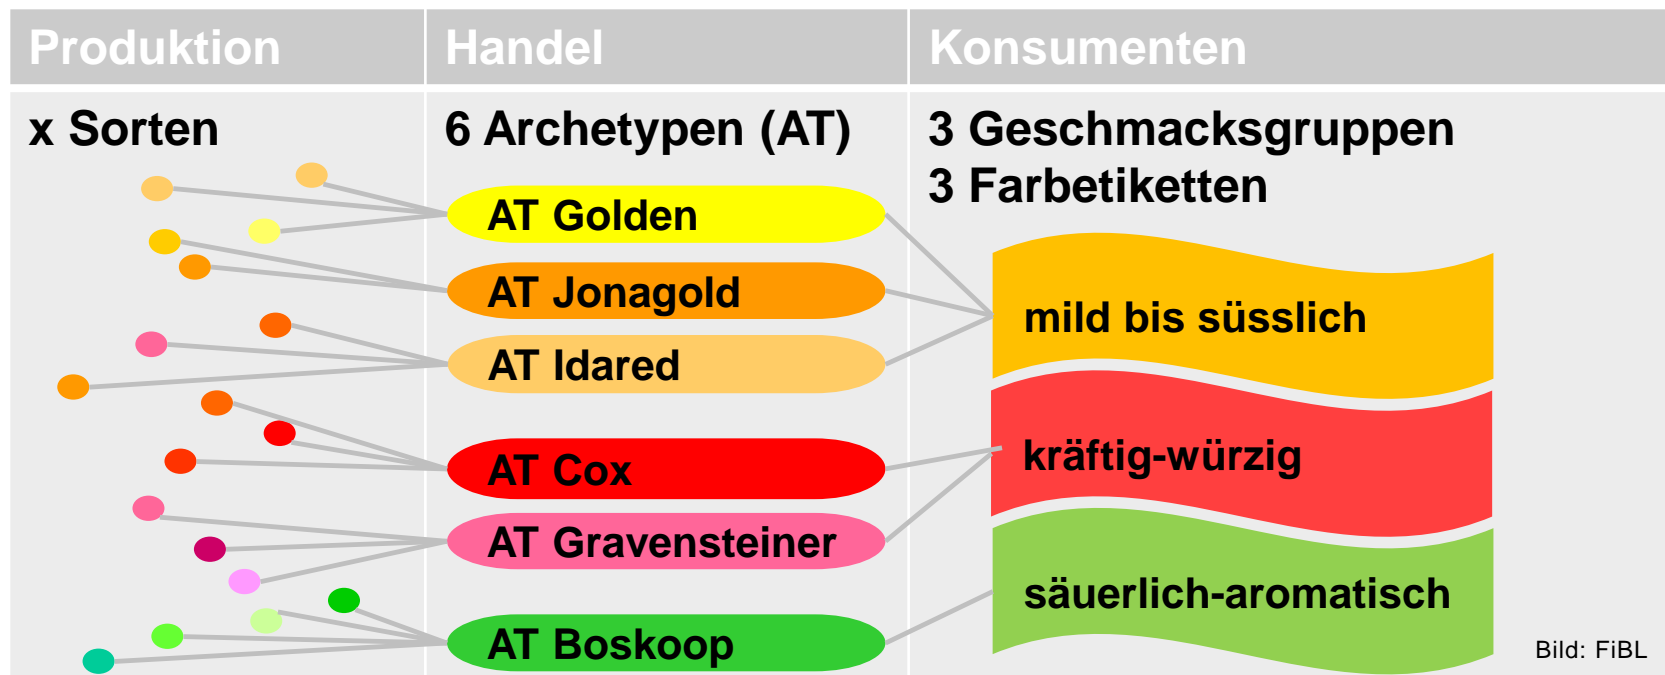 Produktion
Handel
Konsumenten
x Sorten
6 Archetypen (AT)
3 Geschmacksgruppen
3 Farbetiketten
AT Golden
AT Jonagold
AT Idared
AT Cox
AT Gravensteiner
AT Boskoop
mild bis süsslich
kräftig-würzig
säuerlich-aromatisch
Bild: FiBL